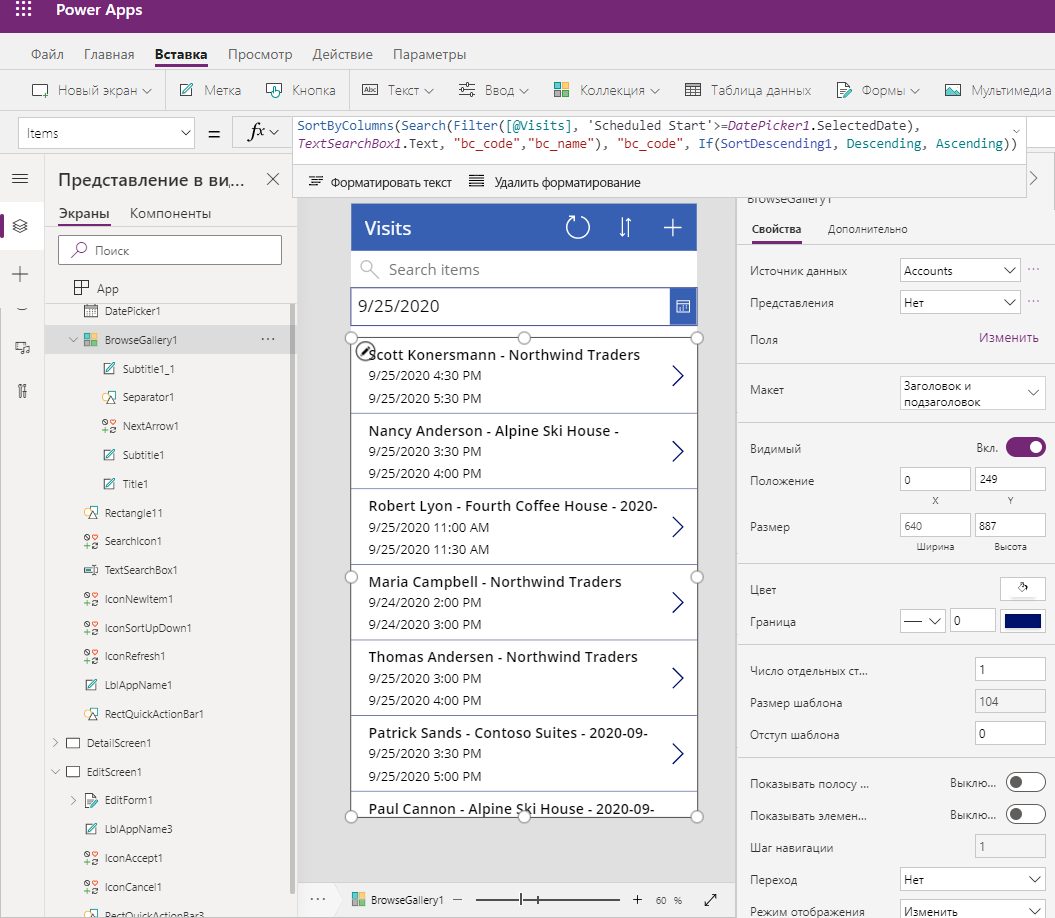 Power Apps
Файл Главная Вставка Просмотр Действие Параметры
Новый экран Метка Кнопка Abc Текст Ввод Коллекция Таблица данных Формы Мультимедиа
Items = fx SortByColumns(Search(Filter([@Visits], 'Scheduled Start'>=DatePicker1.SelectedDate),
TextSearchBox1.Text, "bc_code","bc_name"), "bc_code", If(SortDescending1, Descending, Ascending))
Форматировать текст Удалить форматирование
Представление в ви,...
Экраны Компоненты
Поиск
App
DatePicker1
BrowseGallery1 ...
Subtitle1_1
Separator1
NextArrow1
Subtitle1
Title1
Rectangle11
SearchIcon1
TextSearchBox1
IconNewItem1
IconSortUpDown1
IconRefresh1
LblAppName1
RectQuickActionBar1
DetailScreen1
EditScreen1
EditForm1
LblAppName3
IconAccept1
IconCancel1
RectQuickActionBar3
Visits
Search items
9/25/2020
Scott Konersmann - Northwind Traders
9/25/2020 4:30 PM
9/25/2020 5:30 PM
Nancy Anderson - Alpine Ski House -
9/25/2020 3:30 PM
9/25/2020 4:00 PM
Robert Lyon - Fourth Coffee House - 2020-
9/25/2020 11:00 AM
9/25/2020 11:30 AM
Maria Campbell - Northwind Traders
9/24/2020 2:00 PM
9/24/2020 3:00 PM
Thomas Andersen - Northwind Traders
9/25/2020 3:00 PM
9/25/2020 4:00 PM
Patrick Sands - Contoso Suites - 2020-09-
9/25/2020 3:30 PM
9/25/2020 5:00 PM
Paul Cannon - Alpine Ski House - 2020-09-
... BrowseGallery1 — + 60 %
BrowseGallery1
Свойства Дополнительно
Источник данных Accounts ...
Представления Нет ...
Поля Изменить
Макет Заголовок и
подзаголовок
Видимый Вкл.
Положение 0 249
X Y
Размер 640 887
Ширина Высота
Цвет
Граница 0
Число отдельных ст... 1
Размер шаблона 104
Отступ шаблона 0
Показывать полосу ... Выклю...
Показывать элемен... Выклю...
Шаг навигации 1
Переход Нет
Режим отображения Изменить